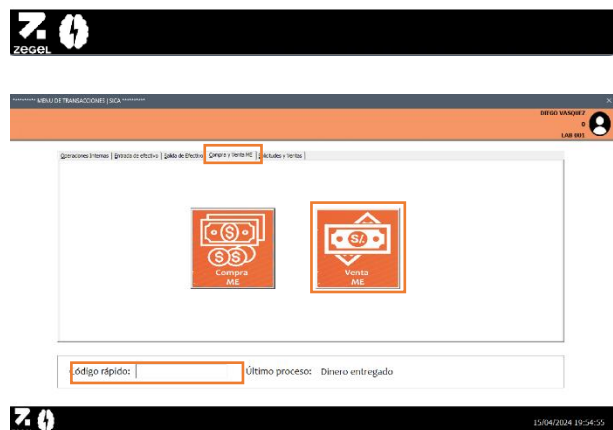 ZEGEL
********** MENU DE TRANSACCIONES | SICA **********
DIEGO VASQUEZ
0
LAB 001
Operaciones Internas | Entrada de efectivo | Salida de Efectivo | Compra y Venta ME | Solicitudes y Ventas |
$
S S
Compra
ME
S/.
Venta
ME
Código rápido: Último proceso: Dinero entregado
15/04/2024 19:54:55